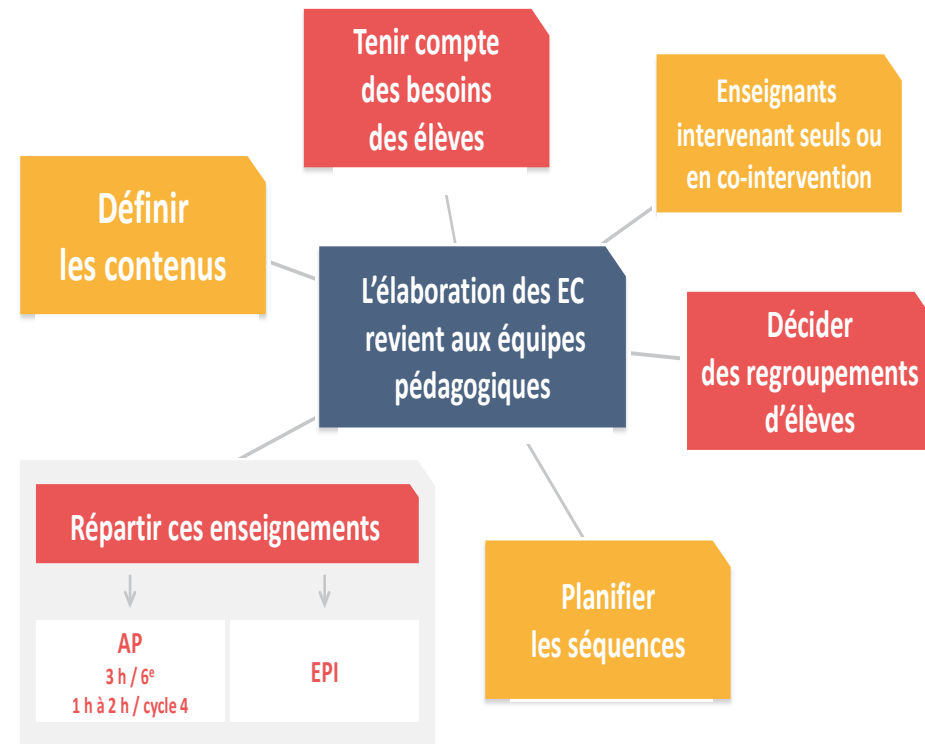 Tenir compte
des besoins
des élèves
Enseignants
intervenant seuls ou
en co-intervention
Définir
les contenus
L’élaboration des EC
revient aux équipes
pédagogiques
Décider
des regroupements
d’élèves
Répartir ces enseignements
AP
3 h / 6e
1 h à 2 h / cycle 4
EPI
Planifier
les séquences